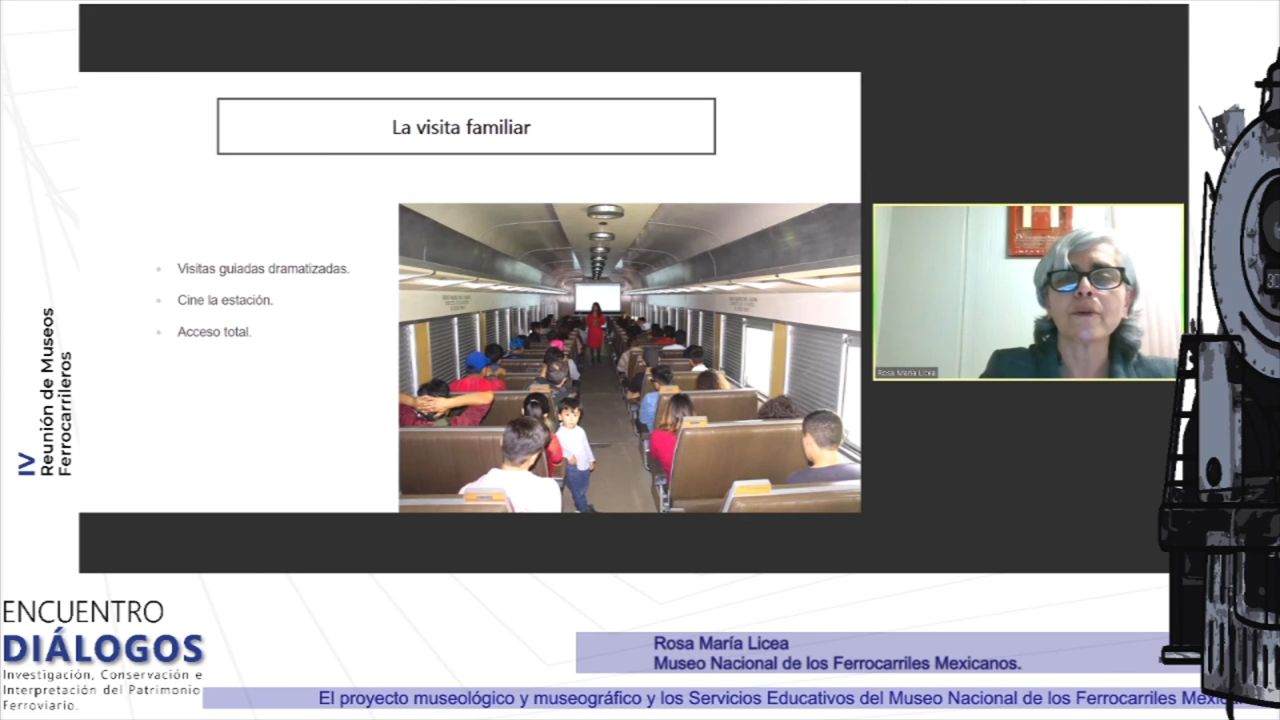 La visita familiar
Visitas guiadas dramatizadas.
Cine la estación.
Acceso total.
Rosa María Licea
IV
Reunión de Museos
Ferrocarrileros
ENCUENTRO
DIÁLOGOS
Investigación, Conservación e
Interpretación del Patrimonio
Ferroviario.
Rosa María Licea
Museo Nacional de los Ferrocarriles Mexicanos.
El proyecto museológico y museográfico y los Servicios Educativos del Museo Nacional de los Ferrocarriles